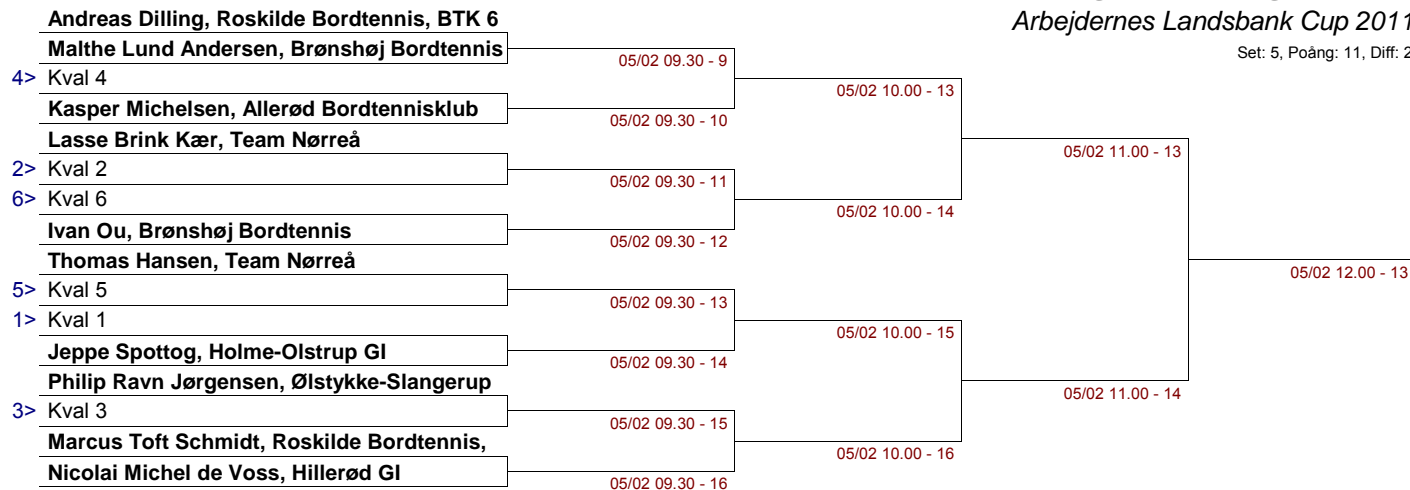 Andreas Dilling, Roskilde Bordtennis, BTK 6
Arbejdernes Landsbank Cup 2011
Malthe Lund Andersen, Brønshøj Bordtennis
Set: 5, Poäng: 11, Diff: 2
05/02 09.30 - 9
4> Kval 4
05/02 10.00 - 13
Kasper Michelsen, Allerød Bordtennisklub
05/02 09.30 - 10
Lasse Brink Kær, Team Nørreå
05/02 11.00 - 13
2> Kval 2
05/02 09.30 - 11
6> Kval 6
05/02 10.00 - 14
Ivan Ou, Brønshøj Bordtennis
05/02 09.30 - 12
Thomas Hansen, Team Nørreå
05/02 12.00 - 13
5> Kval 5
05/02 09.30 - 13
1> Kval 1
05/02 10.00 - 15
Jeppe Spottog, Holme-Olstrup GI
05/02 09.30 - 14
Philip Ravn Jørgensen, Ølstykke-Slangerup
05/02 11.00 - 14
3> Kval 3
05/02 09.30 - 15
Marcus Toft Schmidt, Roskilde Bordtennis,
05/02 10.00 - 16
Nicolai Michel de Voss, Hillerød GI
05/02 09.30 - 16